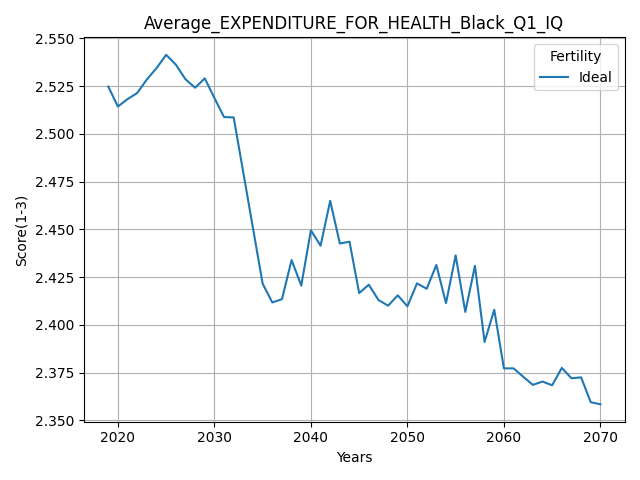 Average_EXPENDITURE_FOR_HEALTH_Black_Q1_IQ
Fertility
Ideal
Score(1-3)
2.550
2.525
2.500
2.475
2.450
2.425
2.400
2.375
2.350
2020 2030 2040 2050 2060 2070
Years